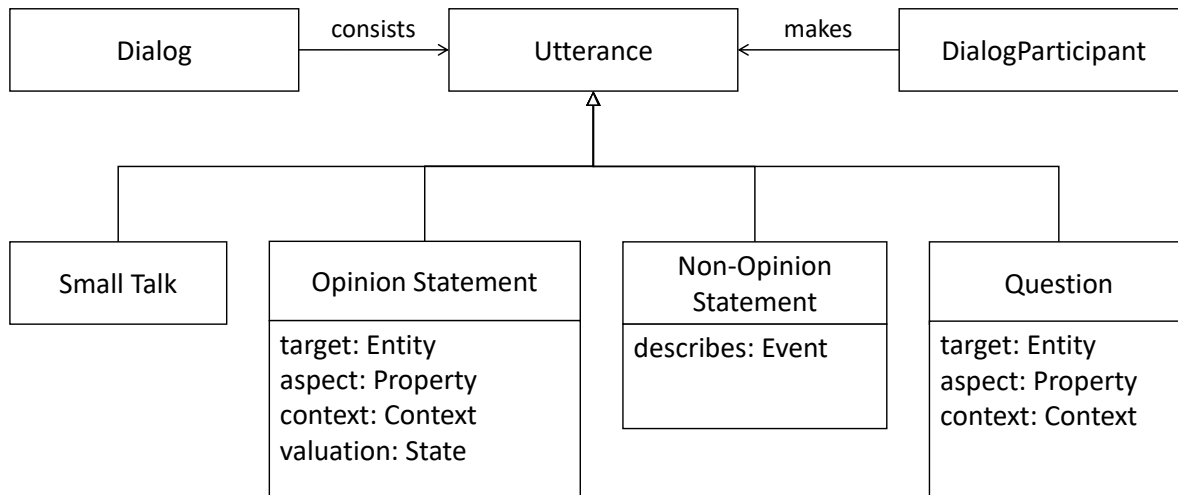 consists
makes
Dialog
Utterance
DialogParticipant
Small Talk
Opinion Statement
Non-Opinion
Statement
Question
target: Entity
aspect: Property
context: Context
valuation: State
describes: Event
target: Entity
aspect: Property
context: Context